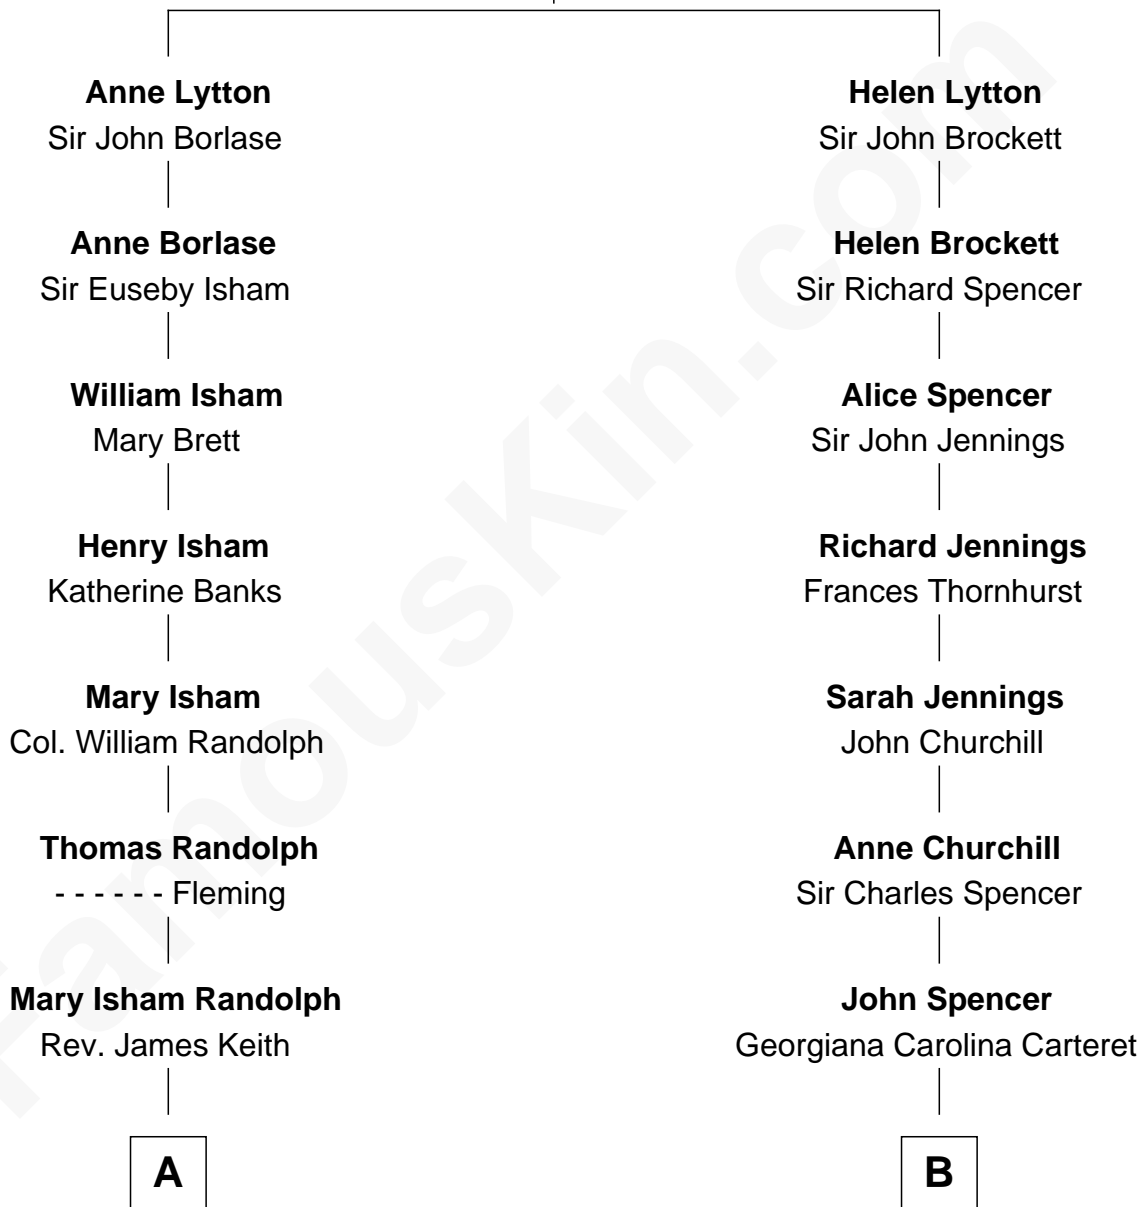 Anne Lytton
Sir John Borlase
Anne Borlase
Sir Euseby Isham
William Isham
Mary Brett
Henry Isham
Katherine Banks
Mary Isham
Col. William Randolph
Thomas Randolph
- - - - - - Fleming
Mary Isham Randolph
Rev. James Keith
A
Helen Lytton
Sir John Brockett
Helen Brockett
Sir Richard Spencer
Alice Spencer
Sir John Jennings
Richard Jennings
Frances Thornhurst
Sarah Jennings
John Churchill
Anne Churchill
Sir Charles Spencer
John Spencer
Georgiana Carolina Carteret
B
FamousKin.com